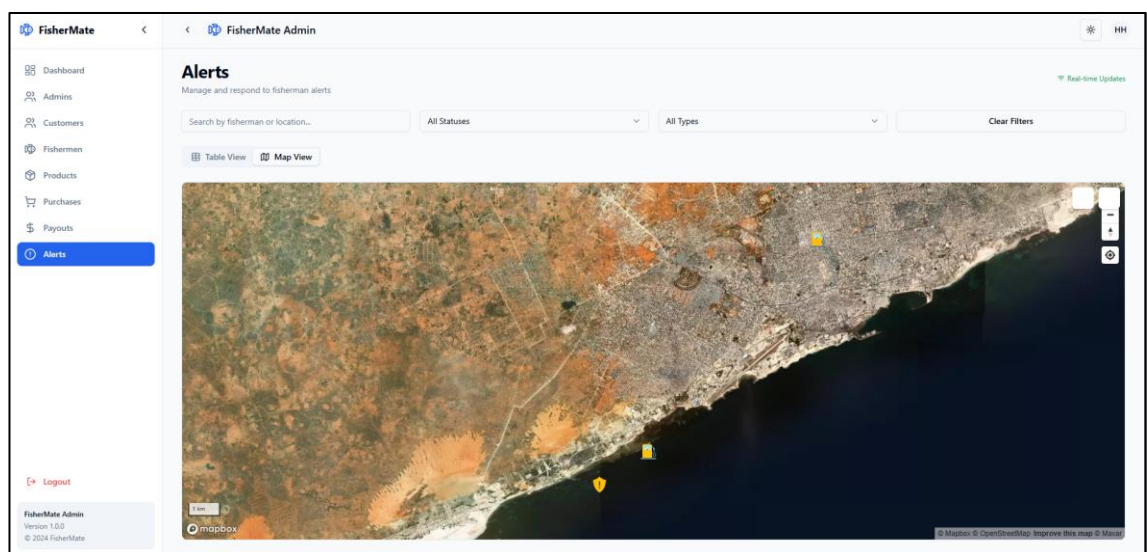 FisherMate
FisherMate Admin
HH
Dashboard
Admins
Customers
Fishermen
Products
Purchases
Payouts
Alerts
Logout
FisherMate Admin
Version 1.0.0
© 2024 FisherMate
Alerts
Manage and respond to fisherman alerts
Real-time Updates
Search by fisherman or location...
All Statuses
All Types
Clear Filters
Table View
Map View
1 km
mapbox
© Mapbox © OpenStreetMap Improve this map © Maxar